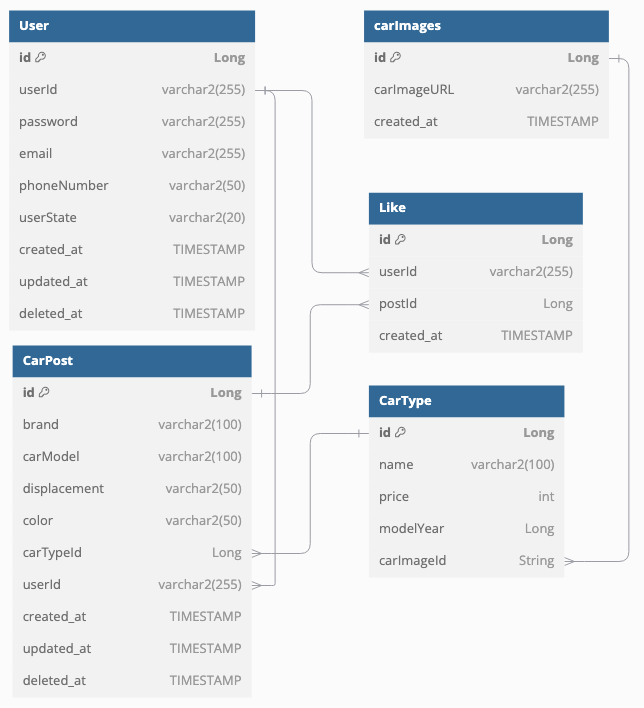 User
id Long
userId varchar2(255)
password varchar2(255)
email varchar2(255)
phoneNumber varchar2(50)
userState varchar2(20)
created_at TIMESTAMP
updated_at TIMESTAMP
deleted_at TIMESTAMP
carImages
id Long
carImageURL varchar2(255)
created_at TIMESTAMP
Like
id Long
userId varchar2(255)
postId Long
created_at TIMESTAMP
CarPost
id Long
brand varchar2(100)
carModel varchar2(100)
displacement varchar2(50)
color varchar2(50)
carTypeId Long
userId varchar2(255)
created_at TIMESTAMP
updated_at TIMESTAMP
deleted_at TIMESTAMP
CarType
id Long
name varchar2(100)
price int
modelYear Long
carImageId String